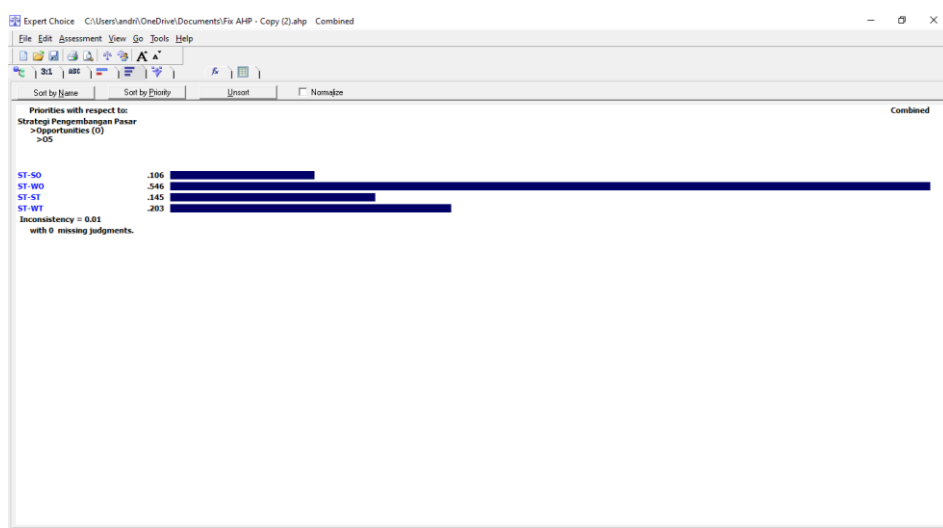 Expert Choice C:\Users\andri\OneDrive\Documents\Fix AHP - Copy (2).ahp Combined
File Edit Assessment View Go Tools Help
A A
3:1 ABC
Sort by Name Sort by Priority Unsort Normalize
Priorities with respect to: Combined
Strategi Pengembangan Pasar
>Opportunities (O)
>O5
ST-SO .106
ST-WO .546
ST-ST .145
ST-WT .203
Inconsistency = 0.01
with 0 missing judgments.